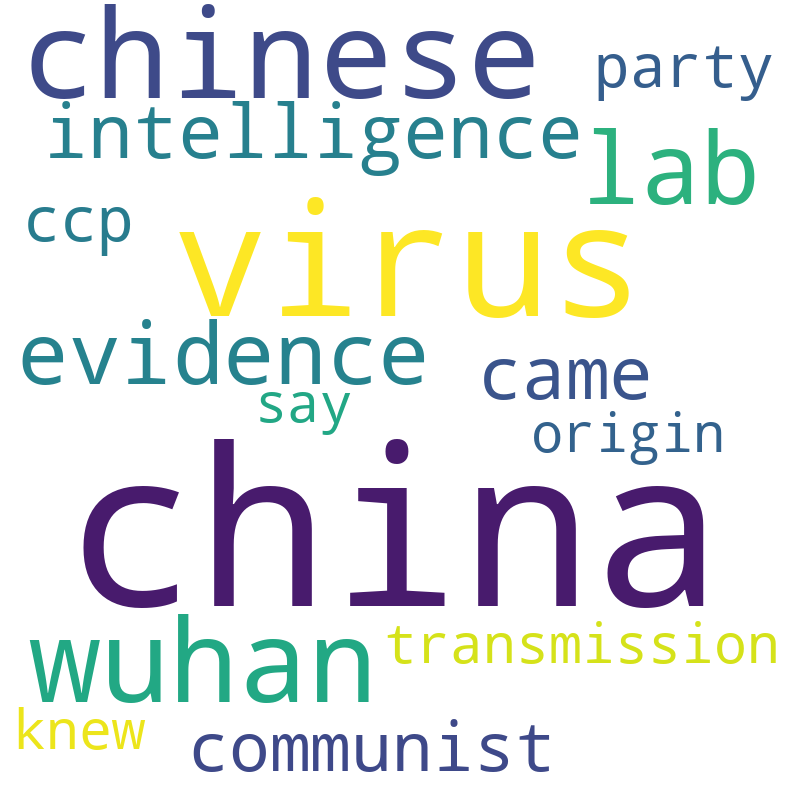 chinese party
intelligence
lab
ccp
virus
evidence
came
say
origin
china
wuhan
transmission
knew
communist